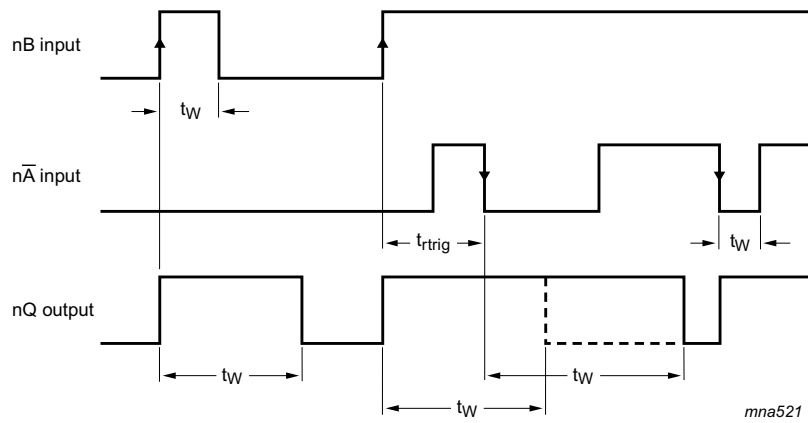 nB input
tW
nA̅ input
trtrig
tW
nQ output
tW
tW
tW
mna521